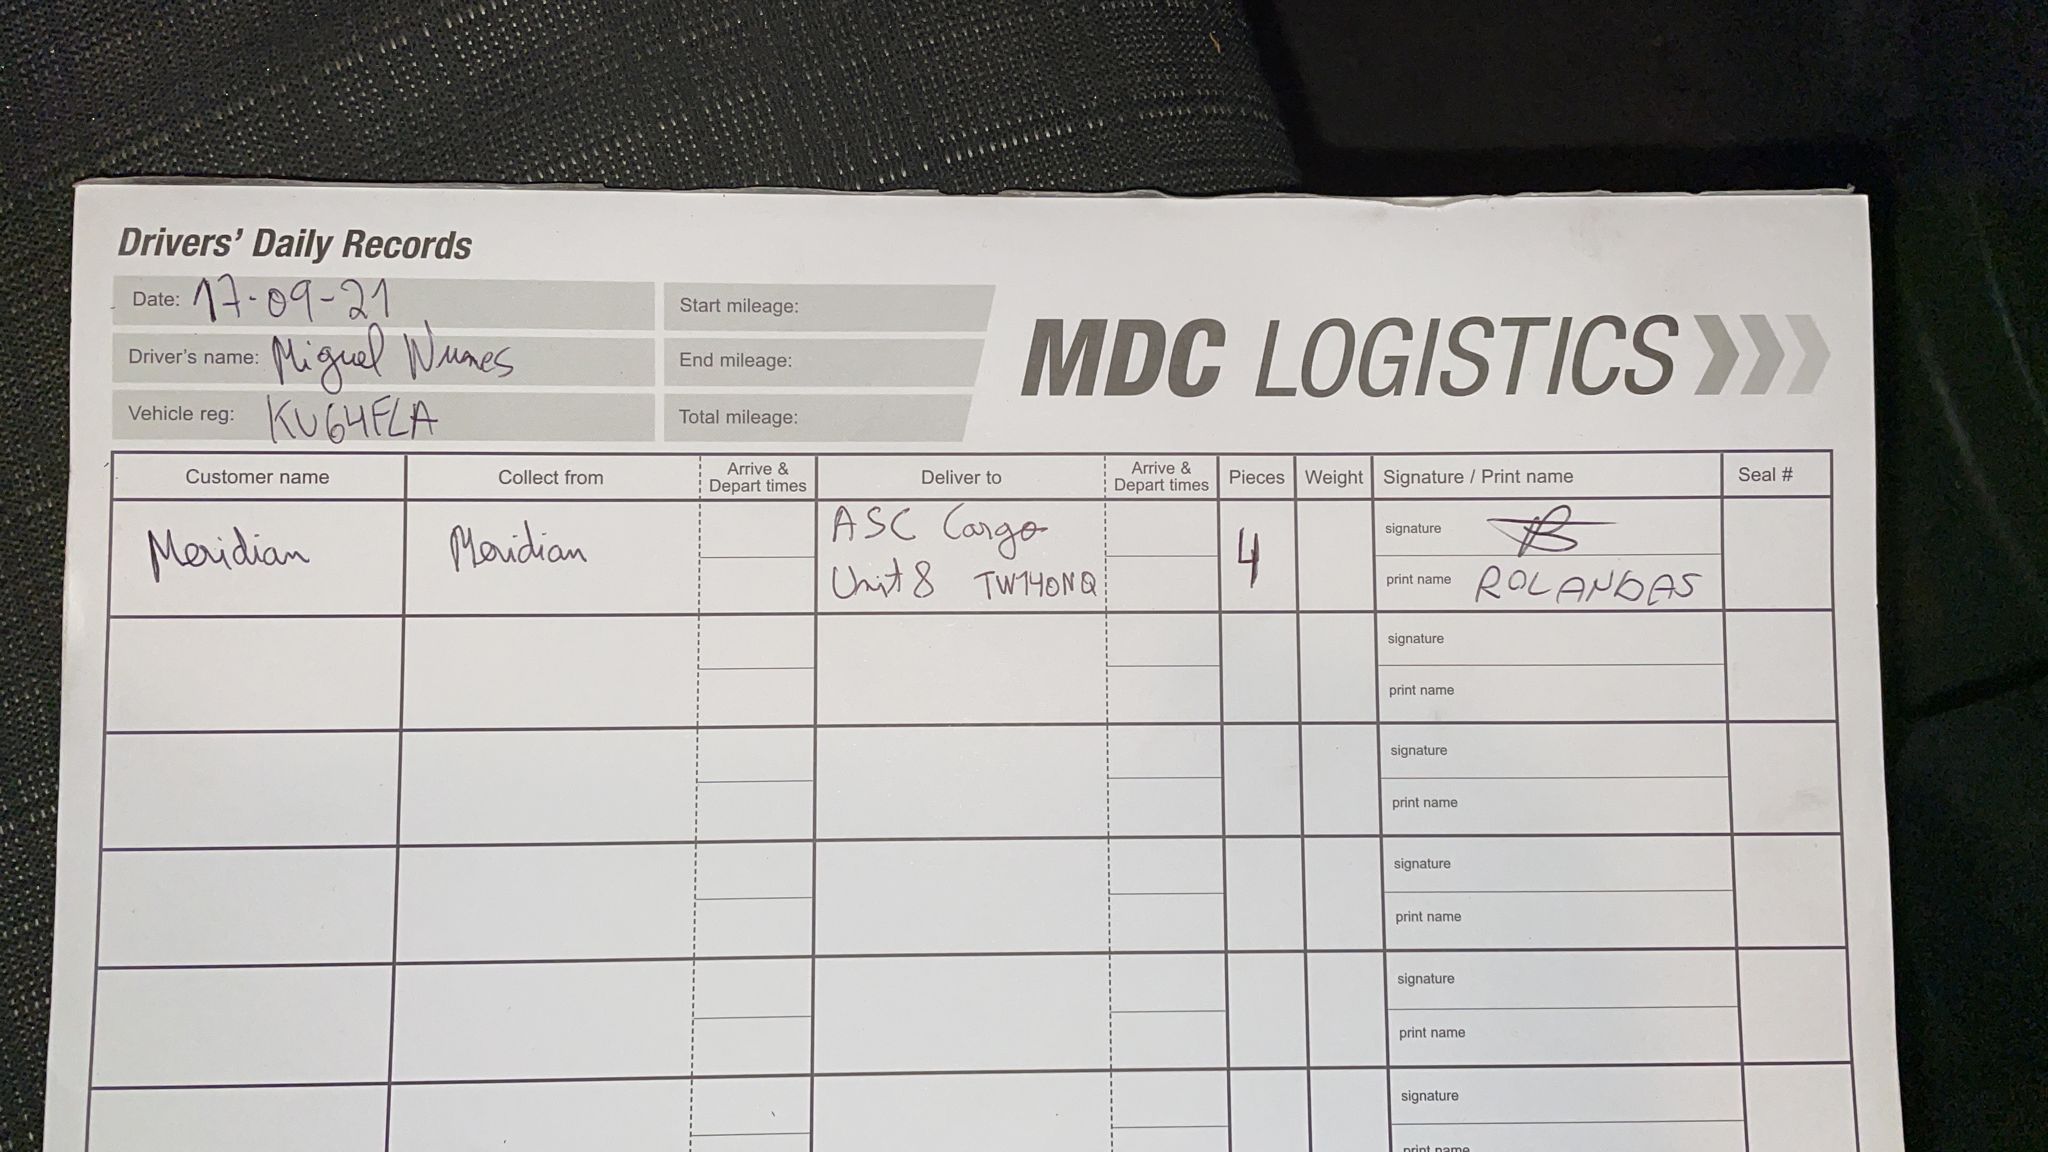 Drivers' Daily Records
Date: 17-09-21
Driver's name: Miguel Nunes
Vehicle reg: KU64FLA
Start mileage:
End mileage:
Total mileage:
MDC LOGISTICS
Customer name
Collect from
Arrive &
Depart times
Deliver to
Arrive &
Depart times
Pieces
Weight
Signature / Print name
Seal #
Meridian
Meridian
ASC Cargo
Unit 8 TW140NQ
4
signature
print name ROLANDAS
signature
print name
signature
print name
signature
print name
signature
print name
signature
print name